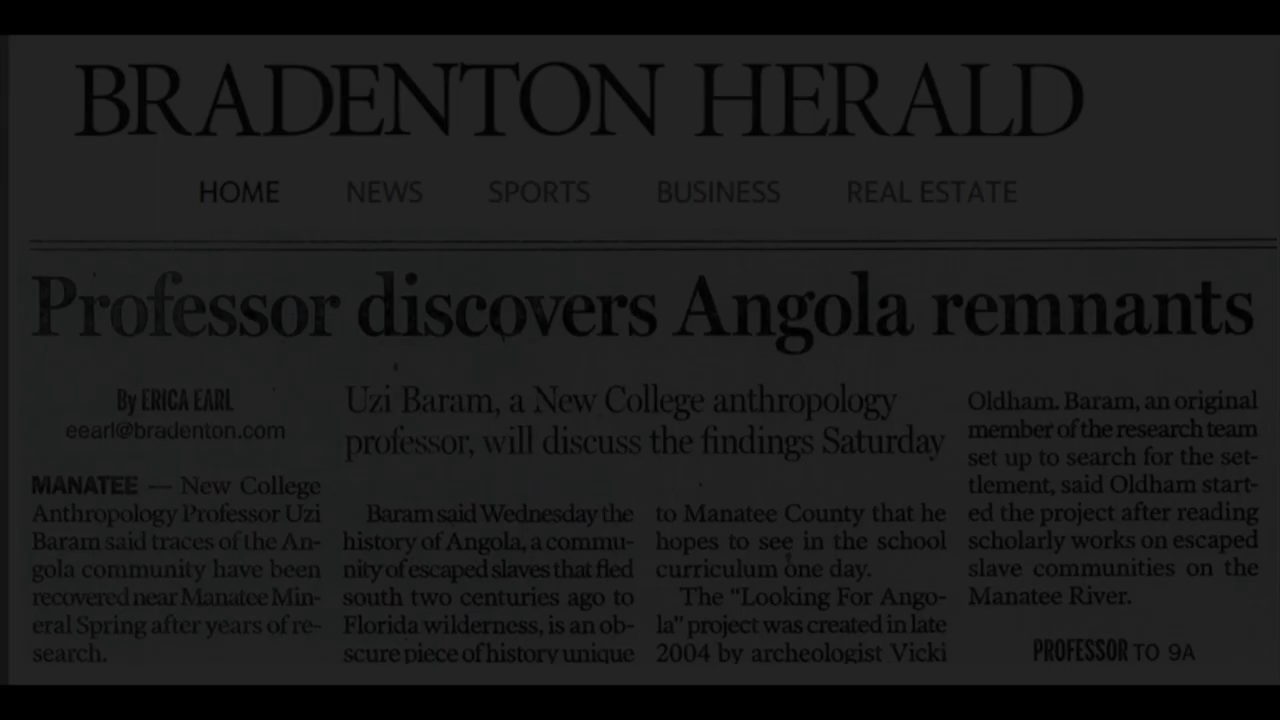 BRADENTON HERALD
HOME NEWS SPORTS BUSINESS REAL ESTATE
Professor discovers Angola remnants
By ERICA EARL
eearl@bradenton.com
MANATEE — New College
Anthropology Professor Uzi
Baram said traces of the An-
gola community have been
recovered near Manatee Min-
eral Spring after years of re-
search.
Uzi Baram, a New College anthropology
professor, will discuss the findings Saturday
Baram said Wednesday the
history of Angola, a commu-
nity of escaped slaves that fled
south two centuries ago to
Florida wilderness, is an ob-
scure piece of history unique
to Manatee County that he
hopes to see in the school
curriculum one day.
The “Looking For Ango-
la” project was created in late
2004 by archeologist Vicki
Oldham. Baram, an original
member of the research team
set up to search for the set-
tlement, said Oldham start-
ed the project after reading
scholarly works on escaped
slave communities on the
Manatee River.
PROFESSOR TO 9A